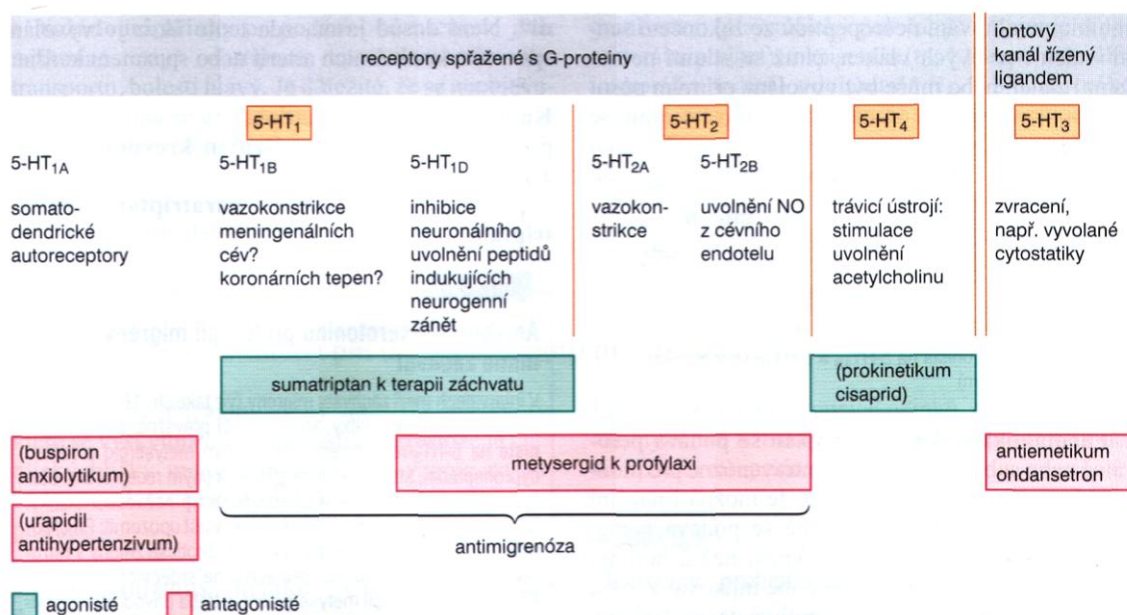 receptory spřažené s G-proteiny
iontový
kanál řízený
ligandem
5-HT1
5-HT2
5-HT4
5-HT3
5-HT1A
5-HT1B
5-HT1D
5-HT2A
5-HT2B
somato-
dendrické
autoreceptory
vazokonstrikce
meningenálních
cév?
koronárních tepen?
inhibice
neuronálního
uvolnění peptidů
indukujících
neurogenní
zánět
vazokon-
strikce
uvolnění NO
z cévního
endotelu
trávicí ústrojí:
stimulace
uvolnění
acetylcholinu
zvracení,
např. vyvolané
cytostatiky
sumatriptan k terapii záchvatu
(prokinetikum
cisaprid)
(buspiron
anxiolytikum)
metysergid k profylaxi
antiemetikum
ondansetron
(urapidil
antihypertenzivum)
antimigrenóza
agonisté
antagonisté